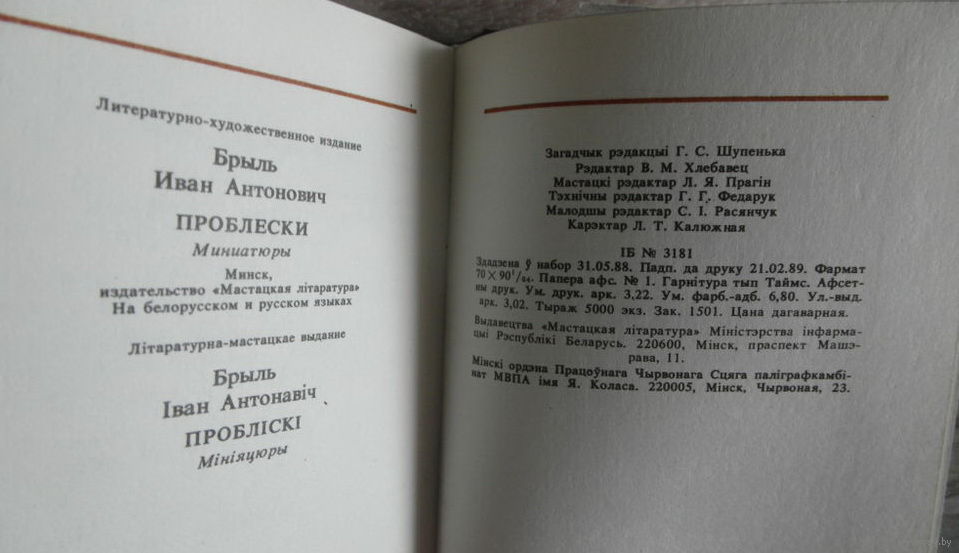 Литературно-художественное издание
Брыль
Иван Антонович
ПРОБЛЕСКИ
Миниатюры
Минск,
издательство «Мастацкая літаратура»
На белорусском и русском языках
Літаратурна-мастацкае выданне
Брыль
Іван Антонавіч
ПРОБЛІСКІ
Мініяцюры
Загадчык рэдакцыі Г. С. Шупенька
Рэдактар В. М. Хлебавец
Мастацкі рэдактар Л. Я. Прагін
Тэхнічны рэдактар Г. Г. Федарук
Малодшы рэдактар С. І. Расянчук
Карэктар Л. Т. Калюжная
ІБ № 3181
Здадзена ў набор 31.05.88. Падп. да друку 21.02.89. Фармат
70×90¹/₆₄. Папера афс. № 1. Гарнітура тып Таймс. Афсет-
ны друк. Ум. друк. арк. 3,22. Ум. фарб.-адб. 6,80. Ул.-выд.
арк. 3,02. Тыраж 5000 экз. Зак. 1501. Цана дагаварная.
Выдавецтва «Мастацкая літаратура» Міністэрства інфарма-
цыі Рэспублікі Беларусь. 220600, Мінск, праспект Машэ-
рава, 11.
Мінскі ордэна Працоўнага Чырвонага Сцяга паліграфкамбі-
нат МВПА імя Я. Коласа. 220005, Мінск, Чырвоная, 23.